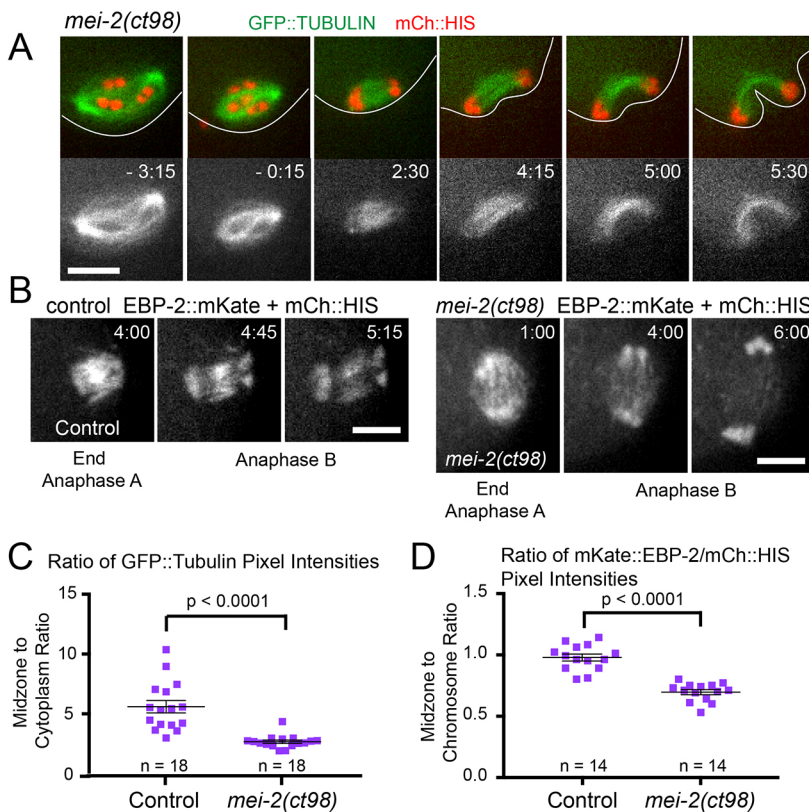 mei-2(ct98) GFP::TUBULIN mCh::HIS
A
- 3:15 - 0:15 2:30 4:15 5:00 5:30
B
control EBP-2::mKate + mCh::HIS
4:00 4:45 5:15
Control
End
Anaphase A
Anaphase B
mei-2(ct98) EBP-2::mKate + mCh::HIS
1:00 4:00 6:00
mei-2(ct98)
End
Anaphase A
Anaphase B
C
Ratio of GFP::Tubulin Pixel Intensities
Midzone to
Cytoplasm Ratio
15
10
5
0
p < 0.0001
n = 18 n = 18
Control mei-2(ct98)
D
Ratio of mKate::EBP-2/mCh::HIS
Pixel Intensities
Midzone to
Chromosome Ratio
1.5
1.0
0.5
0.0
p < 0.0001
n = 14 n = 14
Control mei-2(ct98)